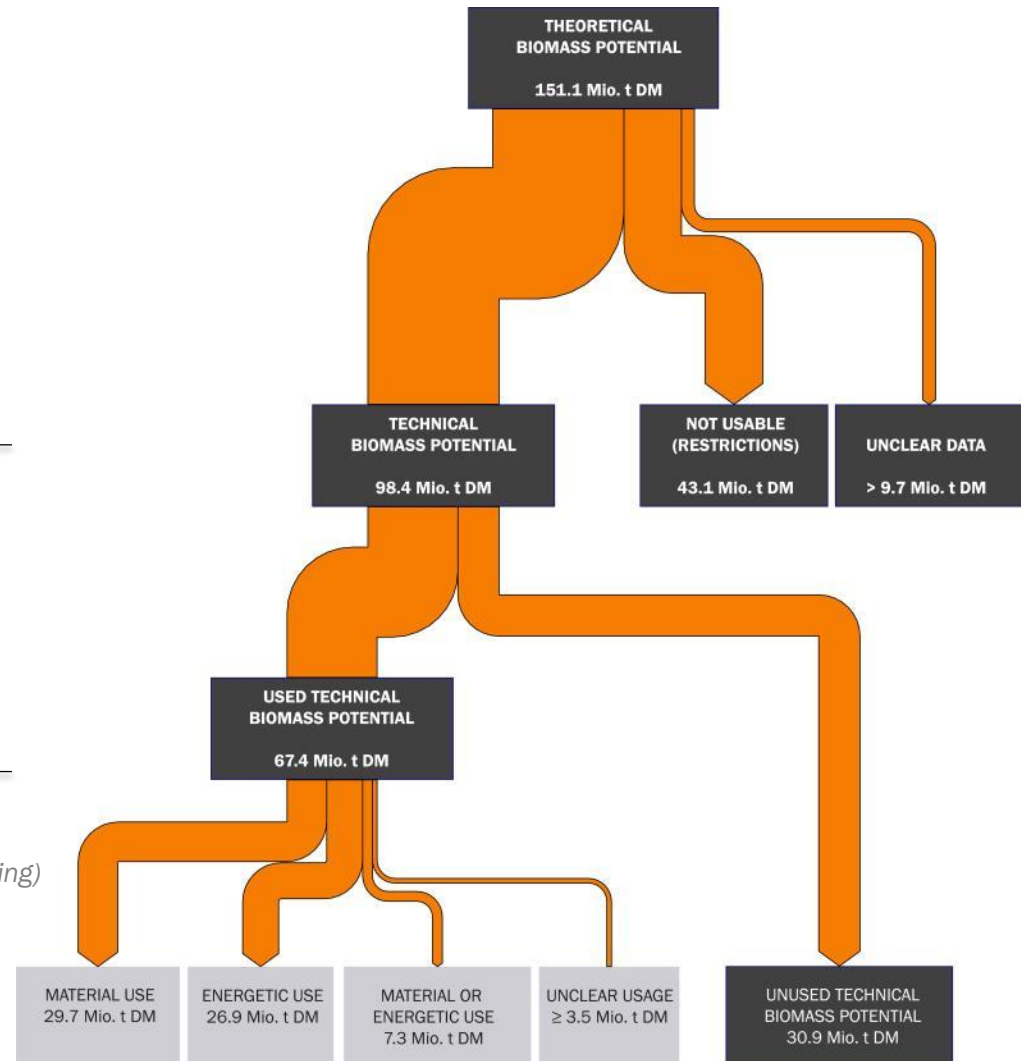 THEORETICAL
BIOMASS POTENTIAL
151.1 Mio. t DM
TECHNICAL
BIOMASS POTENTIAL
98.4 Mio. t DM
NOT USABLE
(RESTRICTIONS)
43.1 Mio. t DM
UNCLEAR DATA
> 9.7 Mio. t DM
USED TECHNICAL
BIOMASS POTENTIAL
67.4 Mio. t DM
ing)
MATERIAL USE
29.7 Mio. t DM
ENERGETIC USE
26.9 Mio. t DM
MATERIAL OR
ENERGETIC USE
7.3 Mio. t DM
UNCLEAR USAGE
≥ 3.5 Mio. t DM
UNUSED TECHNICAL
BIOMASS POTENTIAL
30.9 Mio. t DM